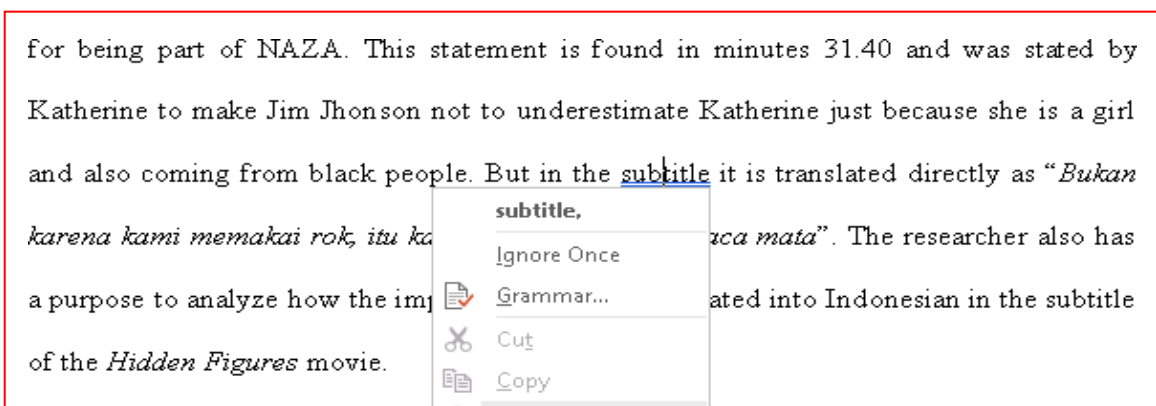 for being part of NAZA. This statement is found in minutes 31.40 and was stated by
Katherine to make Jim Jhonson not to underestimate Katherine just because she is a girl
and also coming from black people. But in the subtitle it is translated directly as “Bukan
subtitle,
karena kami memakai rok, itu ka aca mata”. The researcher also has
Ignore Once
a purpose to analyze how the imp ated into Indonesian in the subtitle
Grammar...
Cut
of the Hidden Figures movie.
Copy